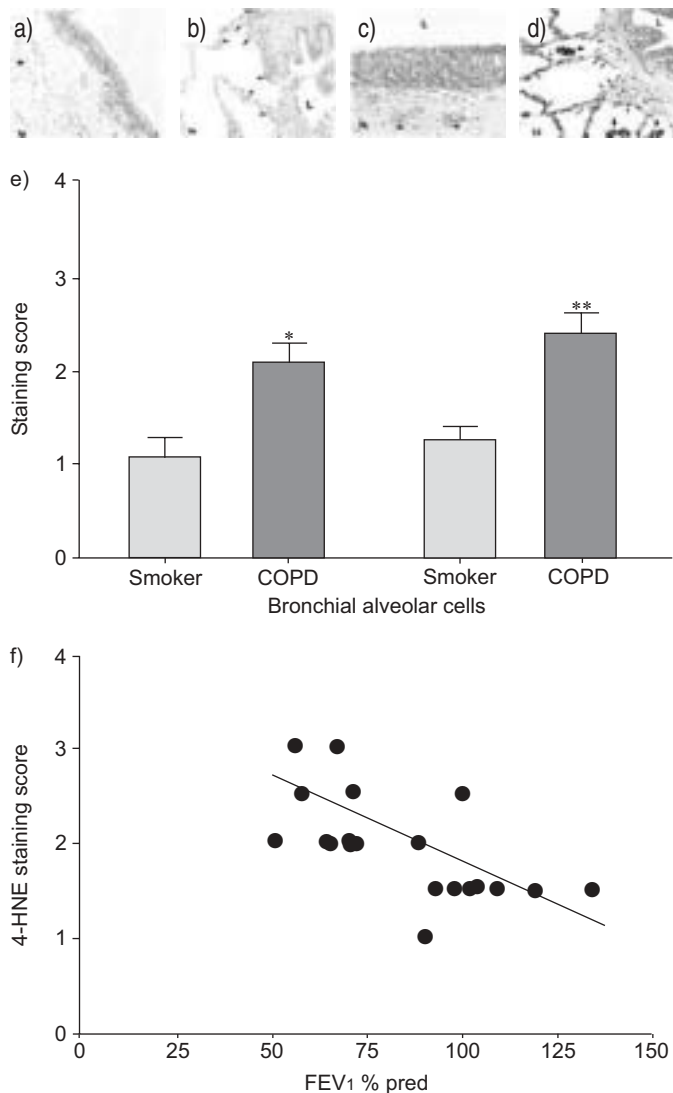 a) b) c) d)
e)
4
3
2
1
0
Staining score
*
**
Smoker COPD Smoker COPD
Bronchial alveolar cells
f)
4
3
2
1
0
4-HNE staining score
0 25 50 75 100 125 150
FEV1 % pred